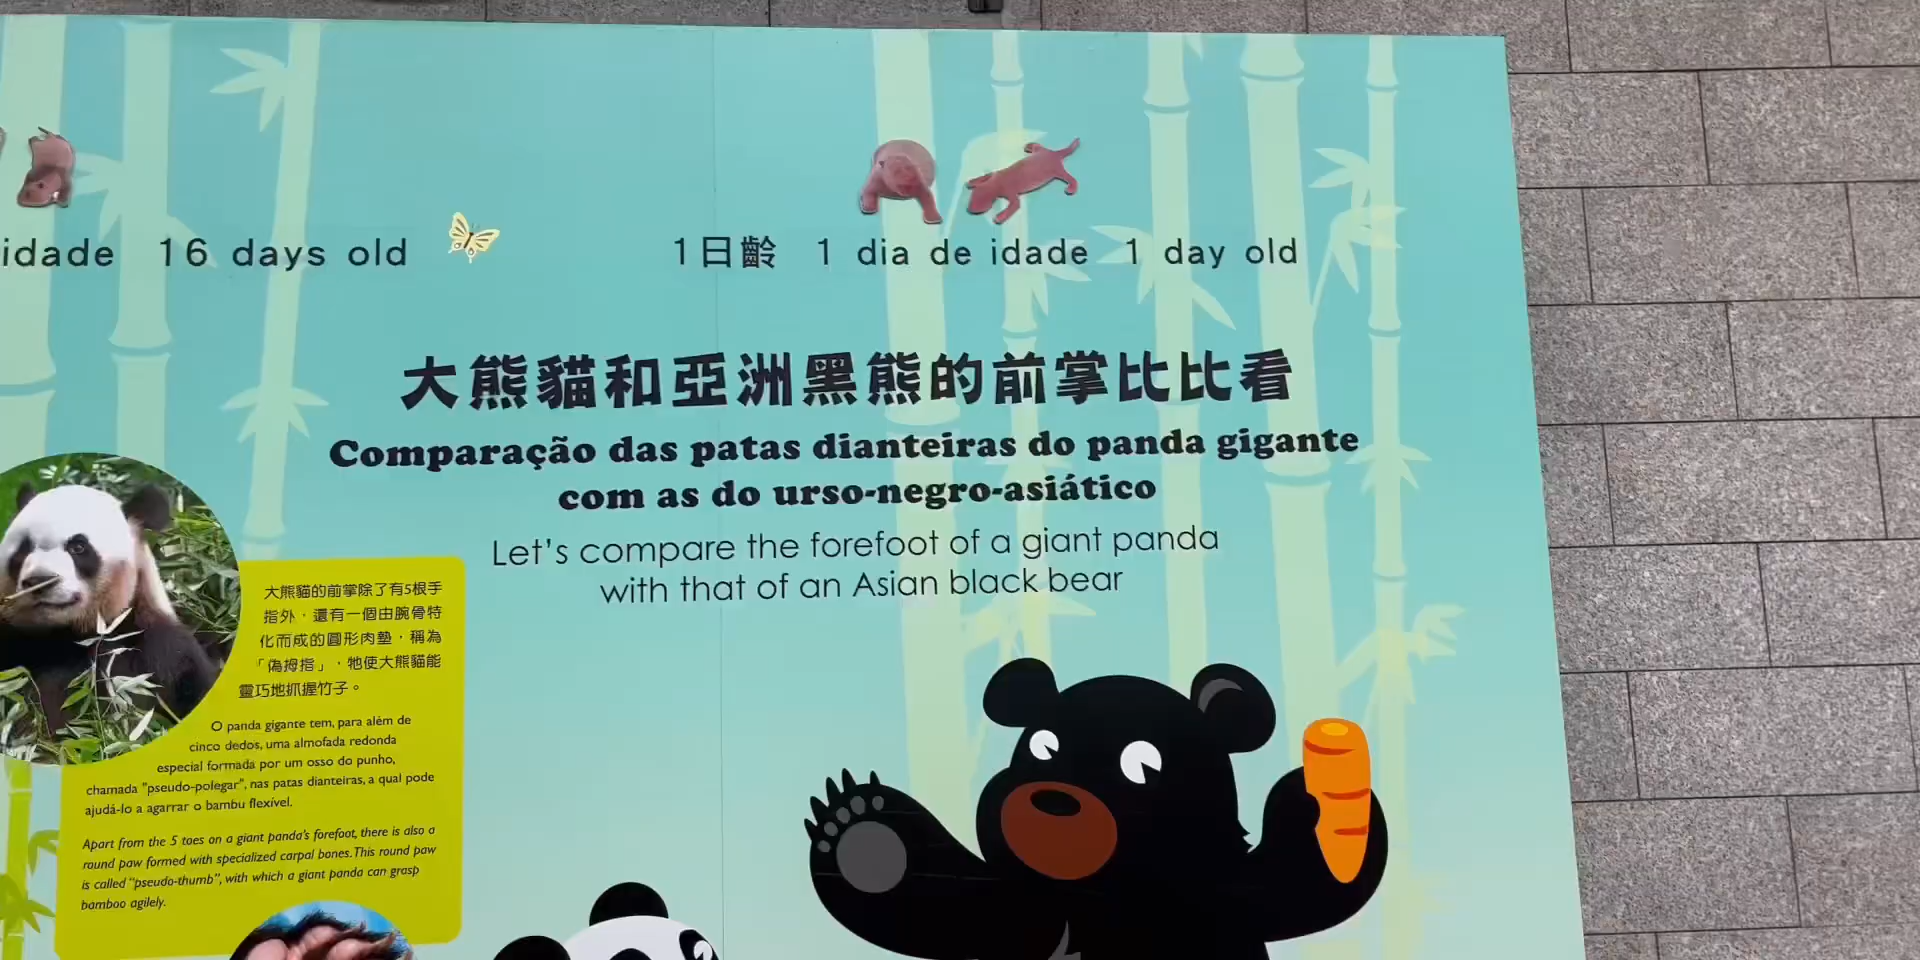 idade 16 days old
1日齡 1 dia de idade 1 day old
大熊貓和亞洲黑熊的前掌比比看
Comparação das patas dianteiras do panda gigante
com as do urso-negro-asiático
Let's compare the forefoot of a giant panda
with that of an Asian black bear
大熊貓的前掌除了有5根手
指外，還有一個由腕骨特
化而成的圓形肉墊，稱為
「偽拇指」，牠使大熊貓能
靈巧地抓握竹子。
O panda gigante tem, para além de
cinco dedos, uma almofada redonda
especial formada por um osso do punho,
chamada "pseudo-polegar", nas patas dianteiras, a qual pode
ajudá-lo a agarrar o bambu flexível.
Apart from the 5 toes on a giant panda's forefoot, there is also a
round paw formed with specialized carpal bones. This round paw
is called "pseudo-thumb", with which a giant panda can grasp
bamboo agilely.